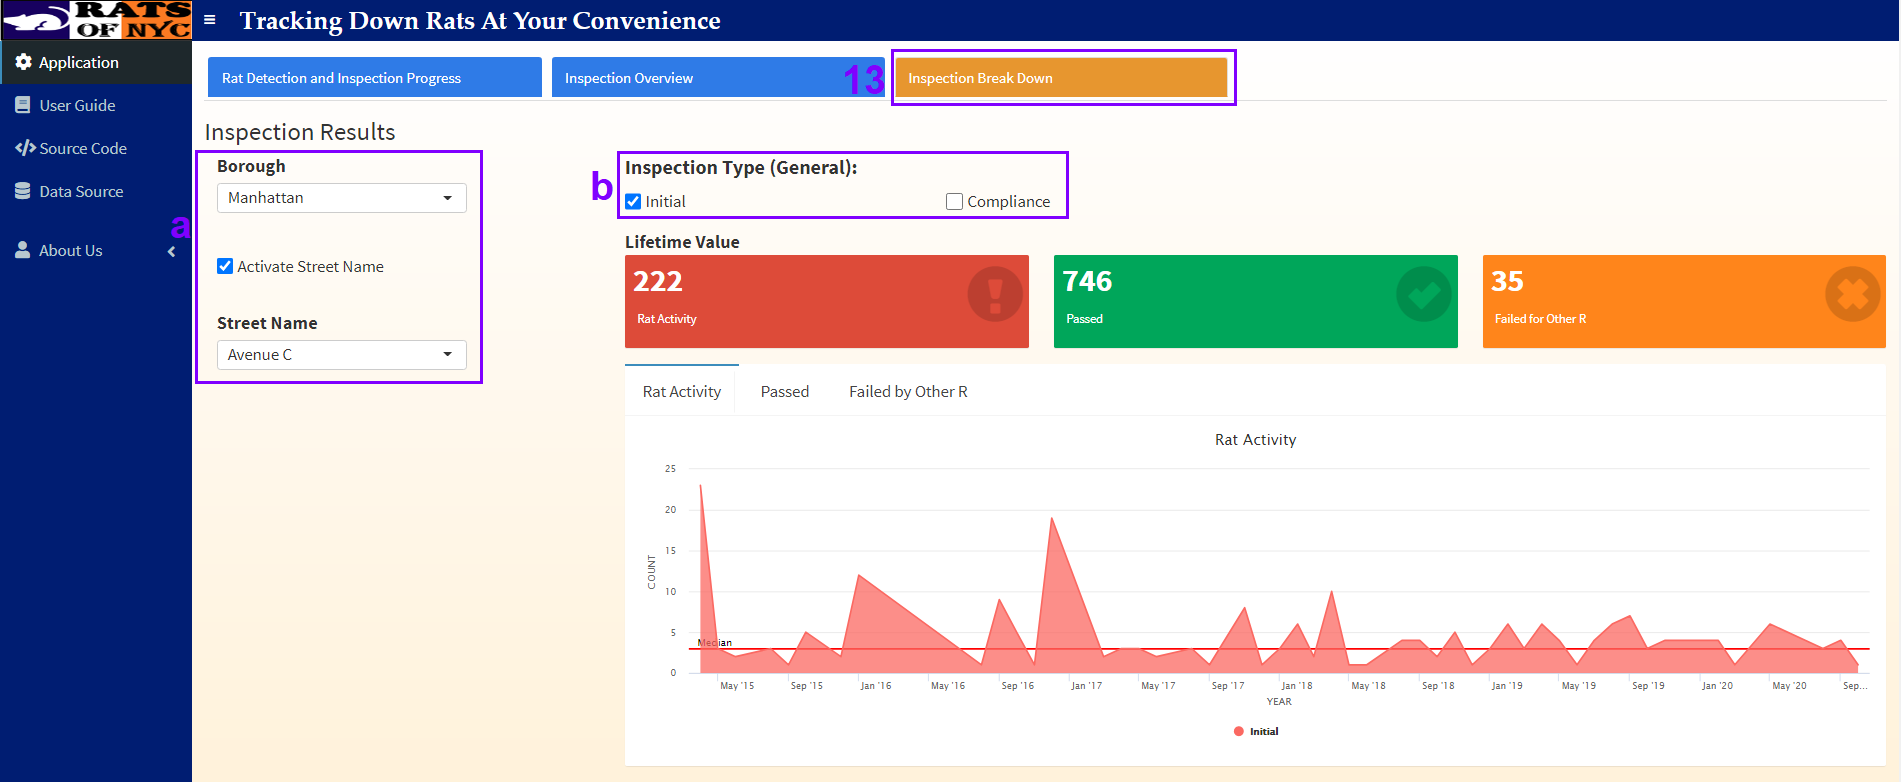 RATS
OF NYC
Tracking Down Rats At Your Convenience
Application
User Guide
Source Code
Data Source
About Us
Rat Detection and Inspection Progress
Inspection Overview
13
Inspection Break Down
Inspection Results
a
Borough
Manhattan
Activate Street Name
Street Name
Avenue C
b
Inspection Type (General):
Initial
Compliance
Lifetime Value
222
Rat Activity
746
Passed
35
Failed for Other R
Rat Activity
Passed
Failed by Other R
Rat Activity
COUNT
25
20
15
10
5
0
Median
May '15
Sep '15
Jan '16
May '16
Sep '16
Jan '17
May '17
Sep '17
Jan '18
May '18
Sep '18
Jan '19
May '19
Sep '19
Jan '20
May '20
Sep...
YEAR
Initial